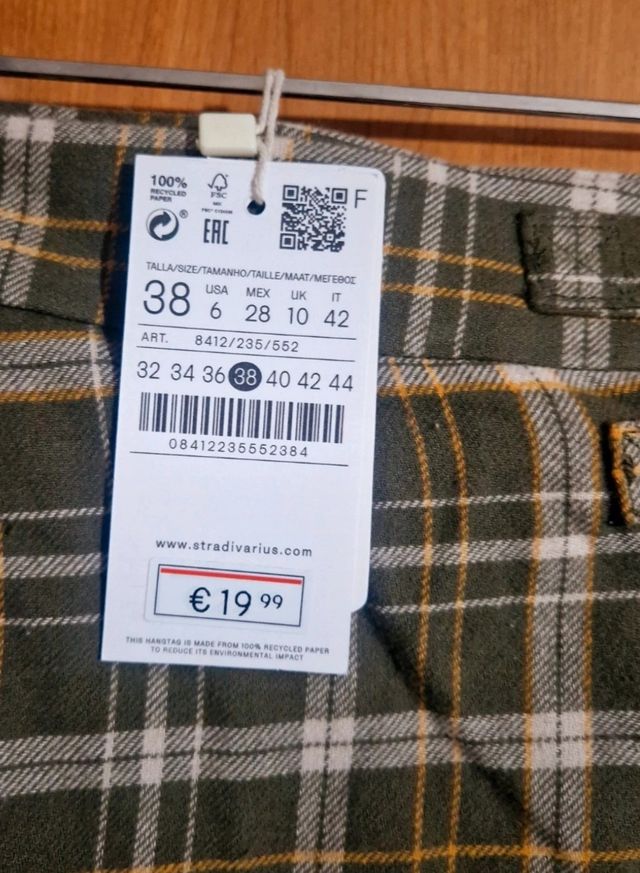 100%
RECYCLED
PAPER
FSC
MIX
®
EAC
F
TALLA/SIZE/TAMANHO/TAILLE/MAAT/ΜΕΓΕΘΟΣ
38 USA MEX UK IT
6 28 10 42
ART. 8412/235/552
32 34 36 38 40 42 44
08412235552384
www.stradivarius.com
€ 19 99
THIS HANGTAG IS MADE FROM 100% RECYCLED PAPER
TO REDUCE ITS ENVIRONMENTAL IMPACT